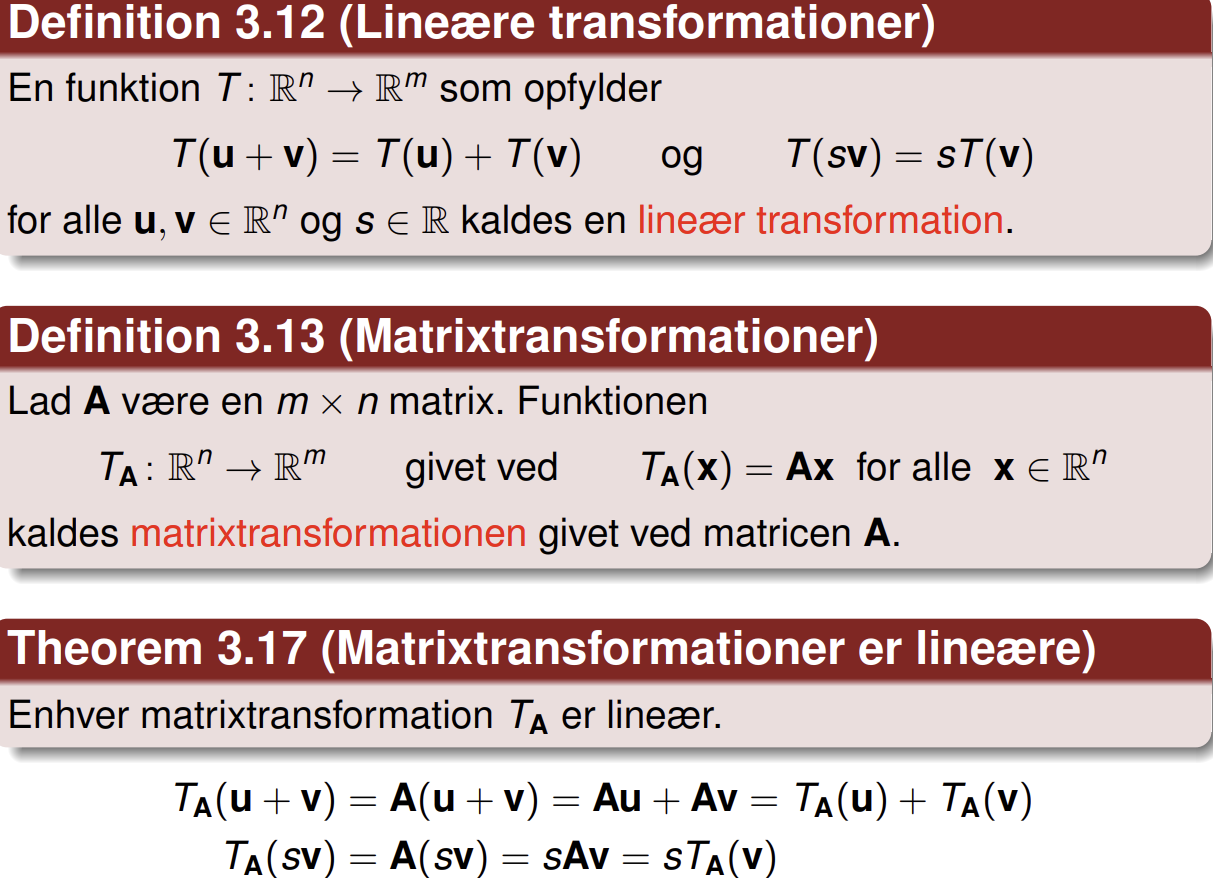 Definition 3.12 (Lineære transformationer)
En funktion T : ℝⁿ → ℝᵐ som opfylder
T(u + v) = T(u) + T(v) og T(sv) = sT(v)
for alle u, v ∈ ℝⁿ og s ∈ ℝ kaldes en lineær transformation.
Definition 3.13 (Matrixtransformationer)
Lad A være en m × n matrix. Funktionen
T_A : ℝⁿ → ℝᵐ givet ved T_A(x) = Ax for alle x ∈ ℝⁿ
kaldes matrixtransformationen givet ved matricen A.
Theorem 3.17 (Matrixtransformationer er lineære)
Enhver matrixtransformation T_A er lineær.
T_A(u + v) = A(u + v) = Au + Av = T_A(u) + T_A(v)
T_A(sv) = A(sv) = sAv = sT_A(v)